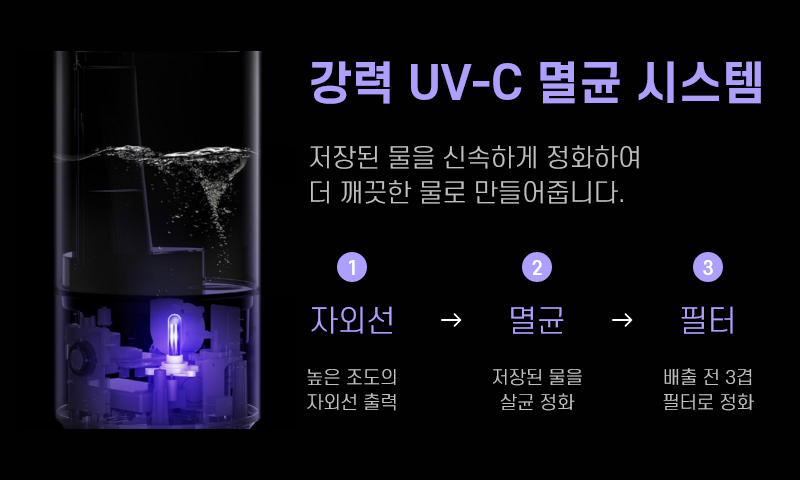 강력 UV-C 멸균 시스템
저장된 물을 신속하게 정화하여
더 깨끗한 물로 만들어줍니다.
1
자외선
높은 조도의
자외선 출력
→
2
멸균
저장된 물을
살균 정화
→
3
필터
배출 전 3겹
필터로 정화